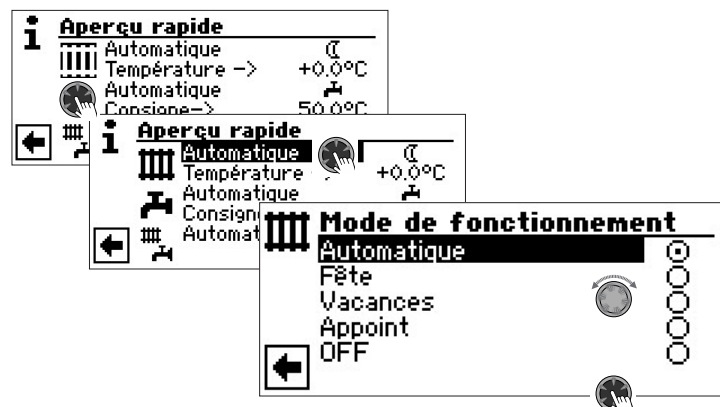 i Aperçu rapide
Automatique
Température -> +0.0°C
Automatique
Consigne-> 50.0°C
i Aperçu rapide
Automatique
Température +0.0°C
Automatique
Consign
Automat
Mode de fonctionnement
Automatique
Fête
Vacances
Appoint
OFF